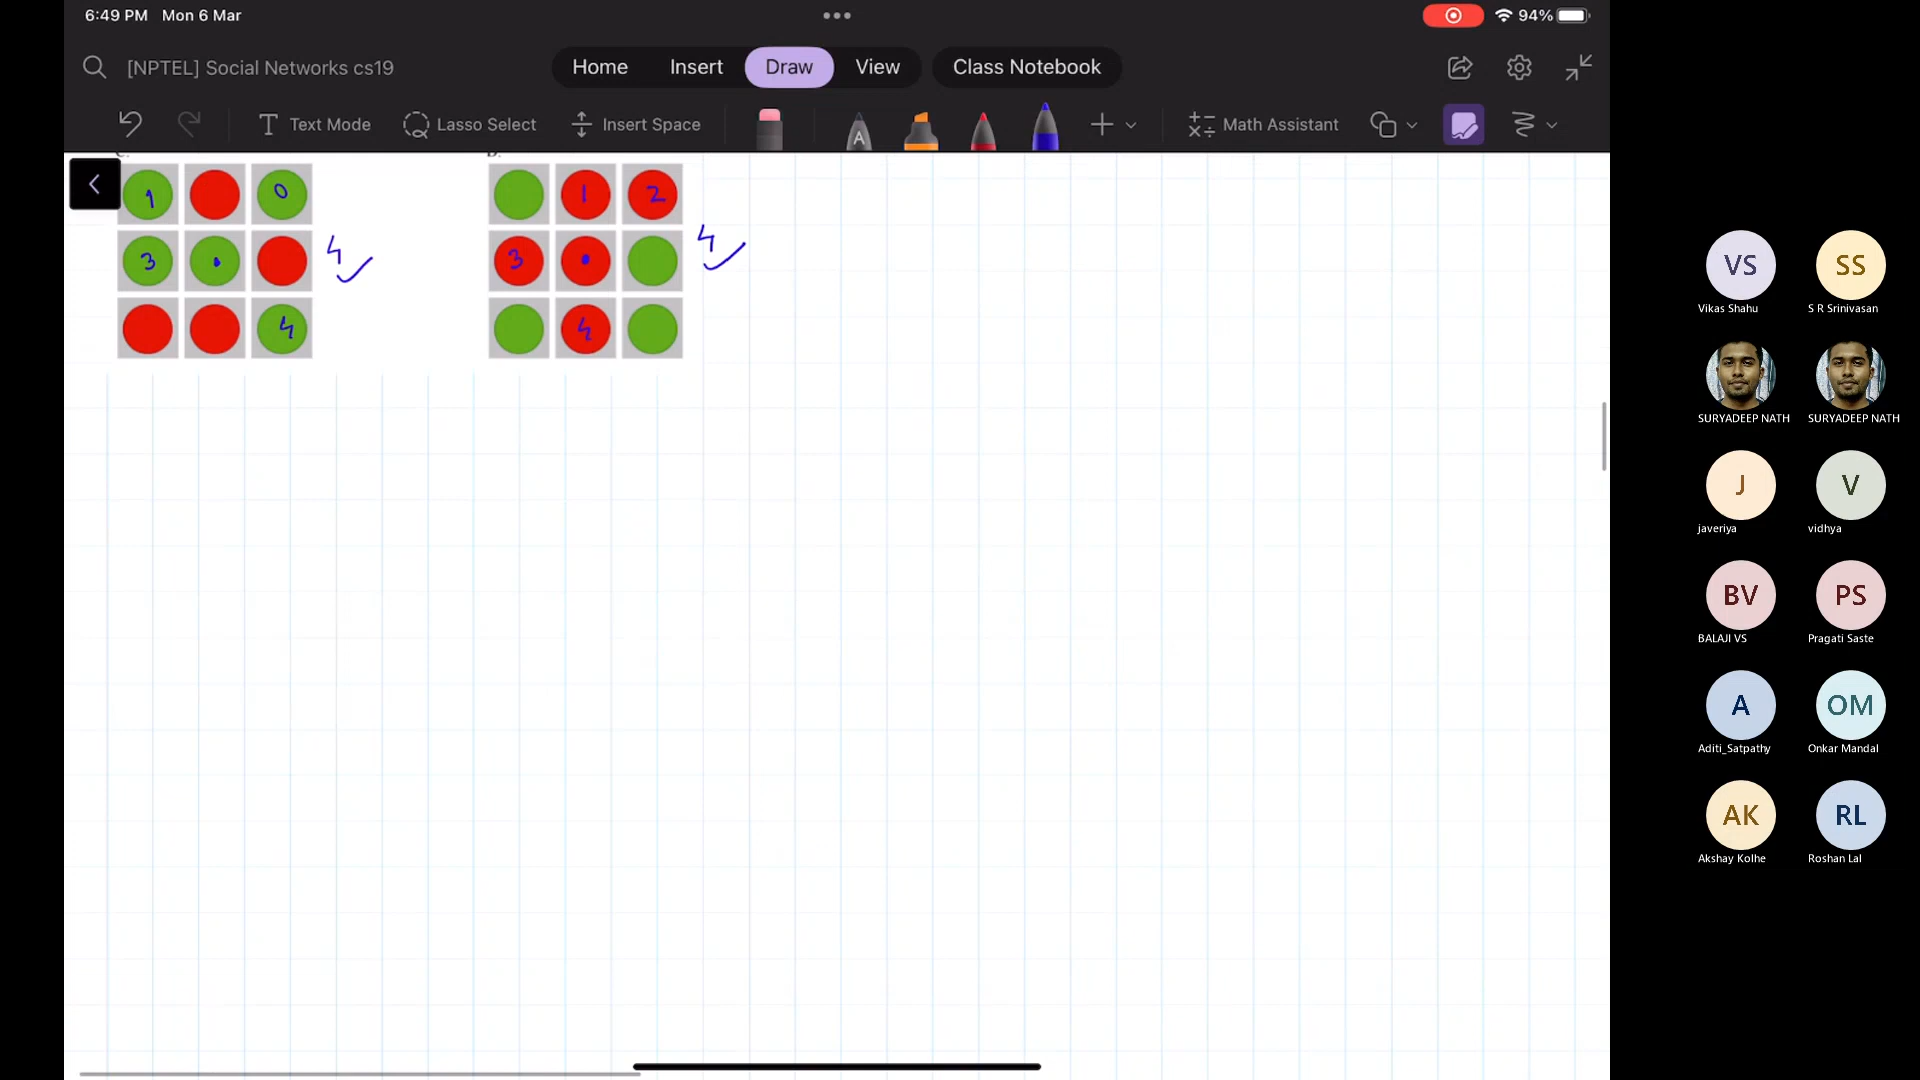 6:49 PM Mon 6 Mar
94%
[NPTEL] Social Networks cs19
Home Insert Draw View Class Notebook
Text Mode Lasso Select Insert Space A Math Assistant
1 0 1 2
3 4 3 4
4 4
VS SS
Vikas Shahu S R Srinivasan
SURYADEEP NATH SURYADEEP NATH
J V
javeriya vidhya
BV PS
BALAJI VS Pragati Saste
A OM
Aditi_Satpathy Onkar Mandal
AK RL
Akshay Kolhe Roshan Lal